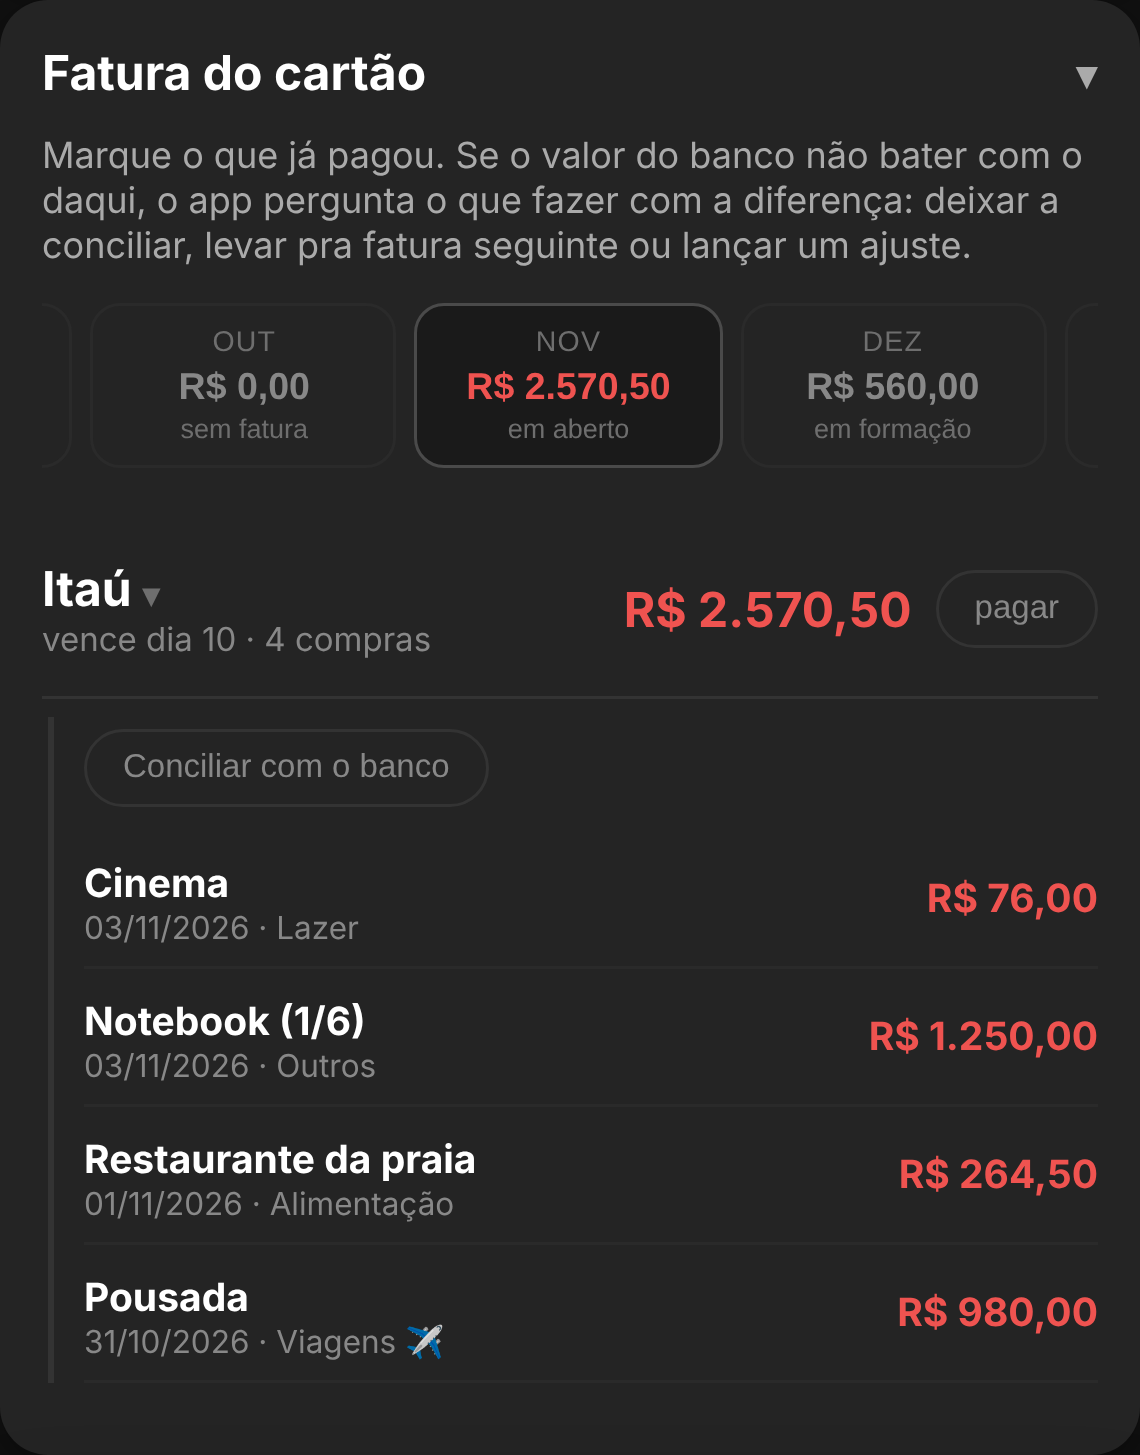 Fatura do cartão ▼
Marque o que já pagou. Se o valor do banco não bater com o
daqui, o app pergunta o que fazer com a diferença: deixar a
conciliar, levar pra fatura seguinte ou lançar um ajuste.
OUT
R$ 0,00
sem fatura
NOV
R$ 2.570,50
em aberto
DEZ
R$ 560,00
em formação
Itaú ▼
vence dia 10 · 4 compras
R$ 2.570,50
pagar
Conciliar com o banco
Cinema
03/11/2026 · Lazer
R$ 76,00
Notebook (1/6)
03/11/2026 · Outros
R$ 1.250,00
Restaurante da praia
01/11/2026 · Alimentação
R$ 264,50
Pousada
31/10/2026 · Viagens ✈️
R$ 980,00